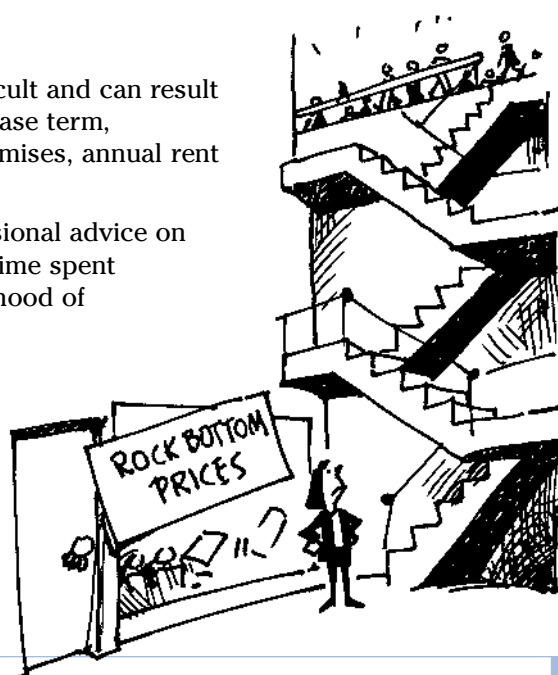 cult and can result
ase term,
mises, annual rent
sional advice on
ime spent
hood of
ROCK BOTTOM
PRICES